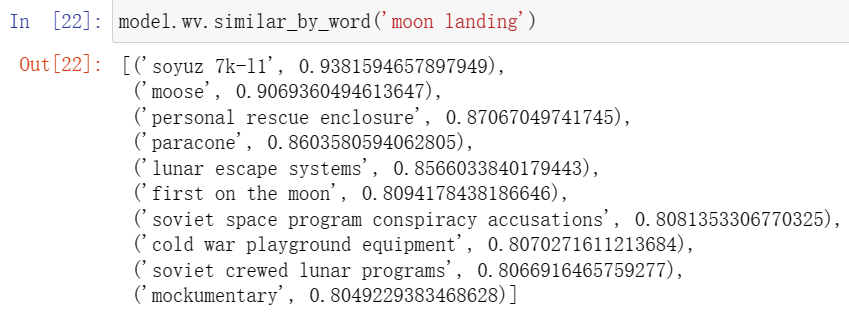 In [22]: model.wv.similar_by_word('moon landing')
Out[22]: [('soyuz 7k-l1', 0.9381594657897949),
('moose', 0.9069360494613647),
('personal rescue enclosure', 0.87067049741745),
('paracone', 0.8603580594062805),
('lunar escape systems', 0.8566033840179443),
('first on the moon', 0.8094178438186646),
('soviet space program conspiracy accusations', 0.8081353306770325),
('cold war playground equipment', 0.8070271611213684),
('soviet crewed lunar programs', 0.8066916465759277),
('mockumentary', 0.8049229383468628)]